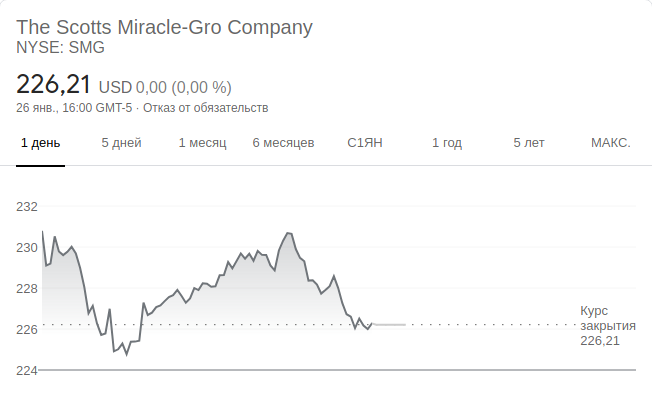 The Scotts Miracle-Gro Company
NYSE: SMG
226,21 USD 0,00 (0,00 %)
26 янв., 16:00 GMT-5 · Отказ от обязательств
1 день 5 дней 1 месяц 6 месяцев С1ЯН 1 год 5 лет МАКС.
232
230
228
226
224
Курс
закрытия
226,21